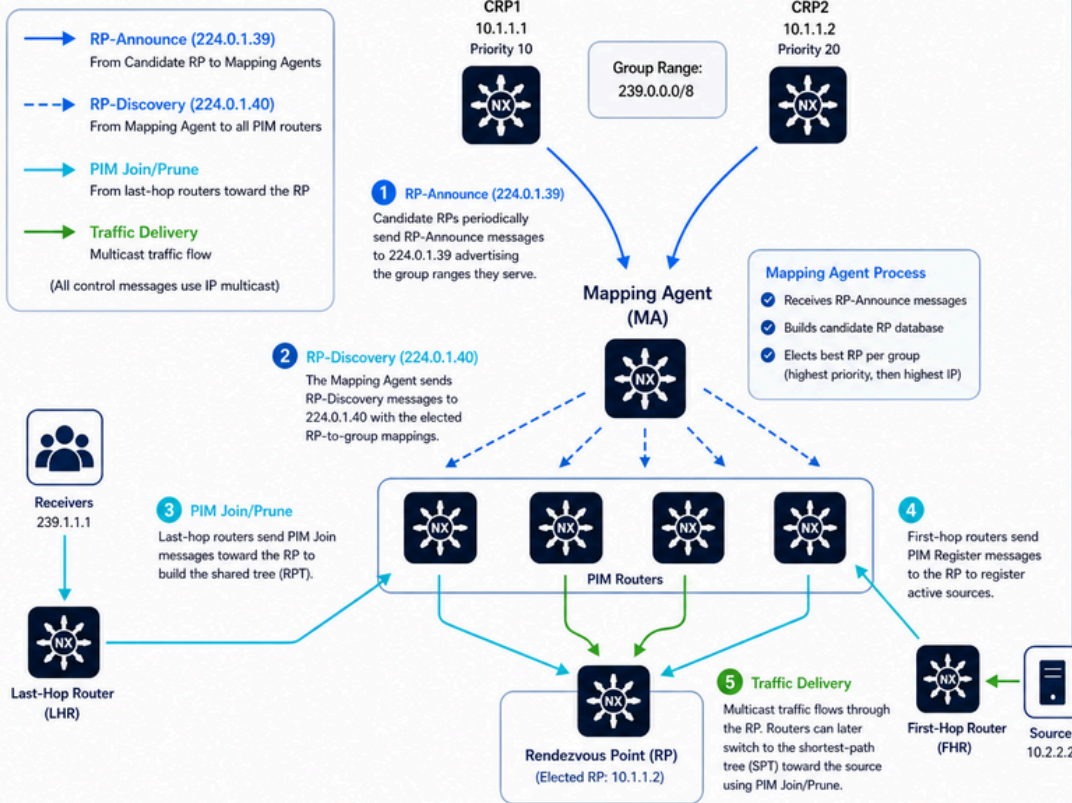 RP-Announce (224.0.1.39)
From Candidate RP to Mapping Agents
RP-Discovery (224.0.1.40)
From Mapping Agent to all PIM routers
PIM Join/Prune
From last-hop routers toward the RP
Traffic Delivery
Multicast traffic flow
(All control messages use IP multicast)
CRP1
10.1.1.1
Priority 10
NX
Group Range:
239.0.0.0/8
CRP2
10.1.1.2
Priority 20
NX
1 RP-Announce (224.0.1.39)
Candidate RPs periodically
send RP-Announce messages
to 224.0.1.39 advertising
the group ranges they serve.
Mapping Agent
(MA)
NX
Mapping Agent Process
Receives RP-Announce messages
Builds candidate RP database
Elects best RP per group
(highest priority, then highest IP)
2 RP-Discovery (224.0.1.40)
The Mapping Agent sends
RP-Discovery messages to
224.0.1.40 with the elected
RP-to-group mappings.
Receivers
239.1.1.1
3 PIM Join/Prune
Last-hop routers send PIM Join
messages toward the RP to
build the shared tree (RPT).
NX
NX
NX
NX
PIM Routers
4
First-hop routers send
PIM Register messages
to the RP to register
active sources.
NX
Last-Hop Router
(LHR)
NX
Rendezvous Point (RP)
(Elected RP: 10.1.1.2)
5 Traffic Delivery
Multicast traffic flows through
the RP. Routers can later
switch to the shortest-path
tree (SPT) toward the source
using PIM Join/Prune.
NX
First-Hop Router
(FHR)
Source
10.2.2.2